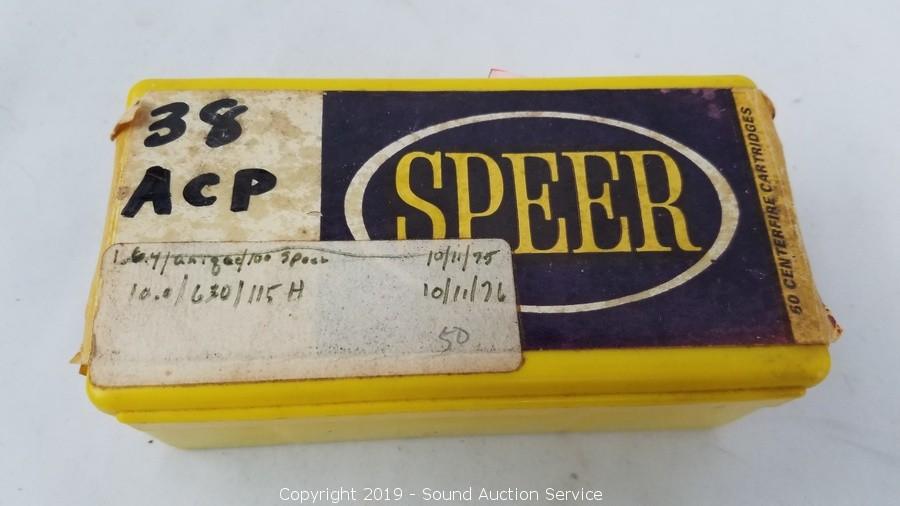 38
ACP
SPEER
50 CENTERFIRE CARTRIDGES
10/11/75
10.0/630/115 H 10/11/76
50
Copyright 2019 - Sound Auction Service